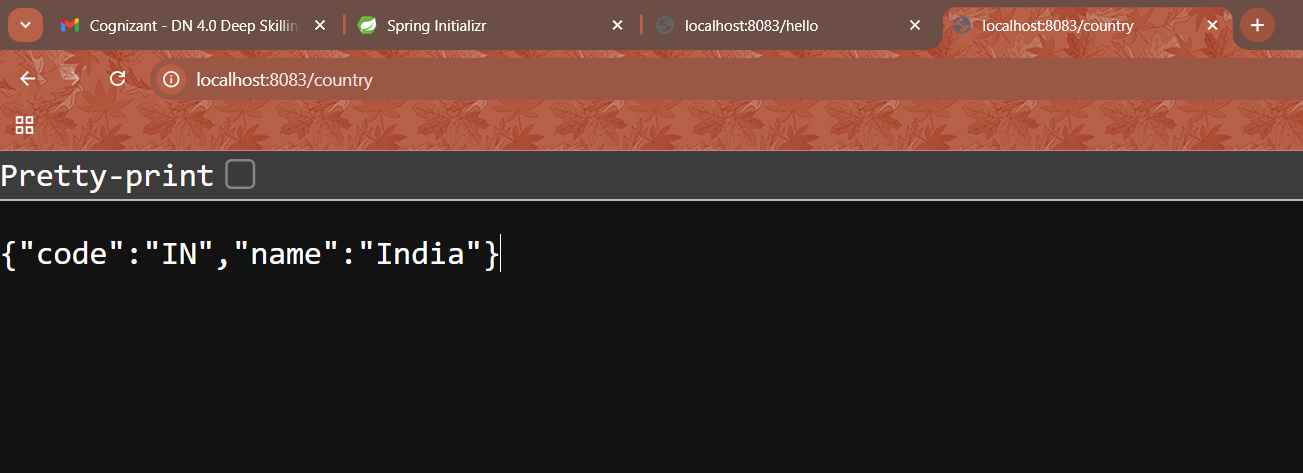 Cognizant - DN 4.0 Deep Skillin
Spring Initializr
localhost:8083/hello
localhost:8083/country
localhost:8083/country
Pretty-print
{"code":"IN","name":"India"}